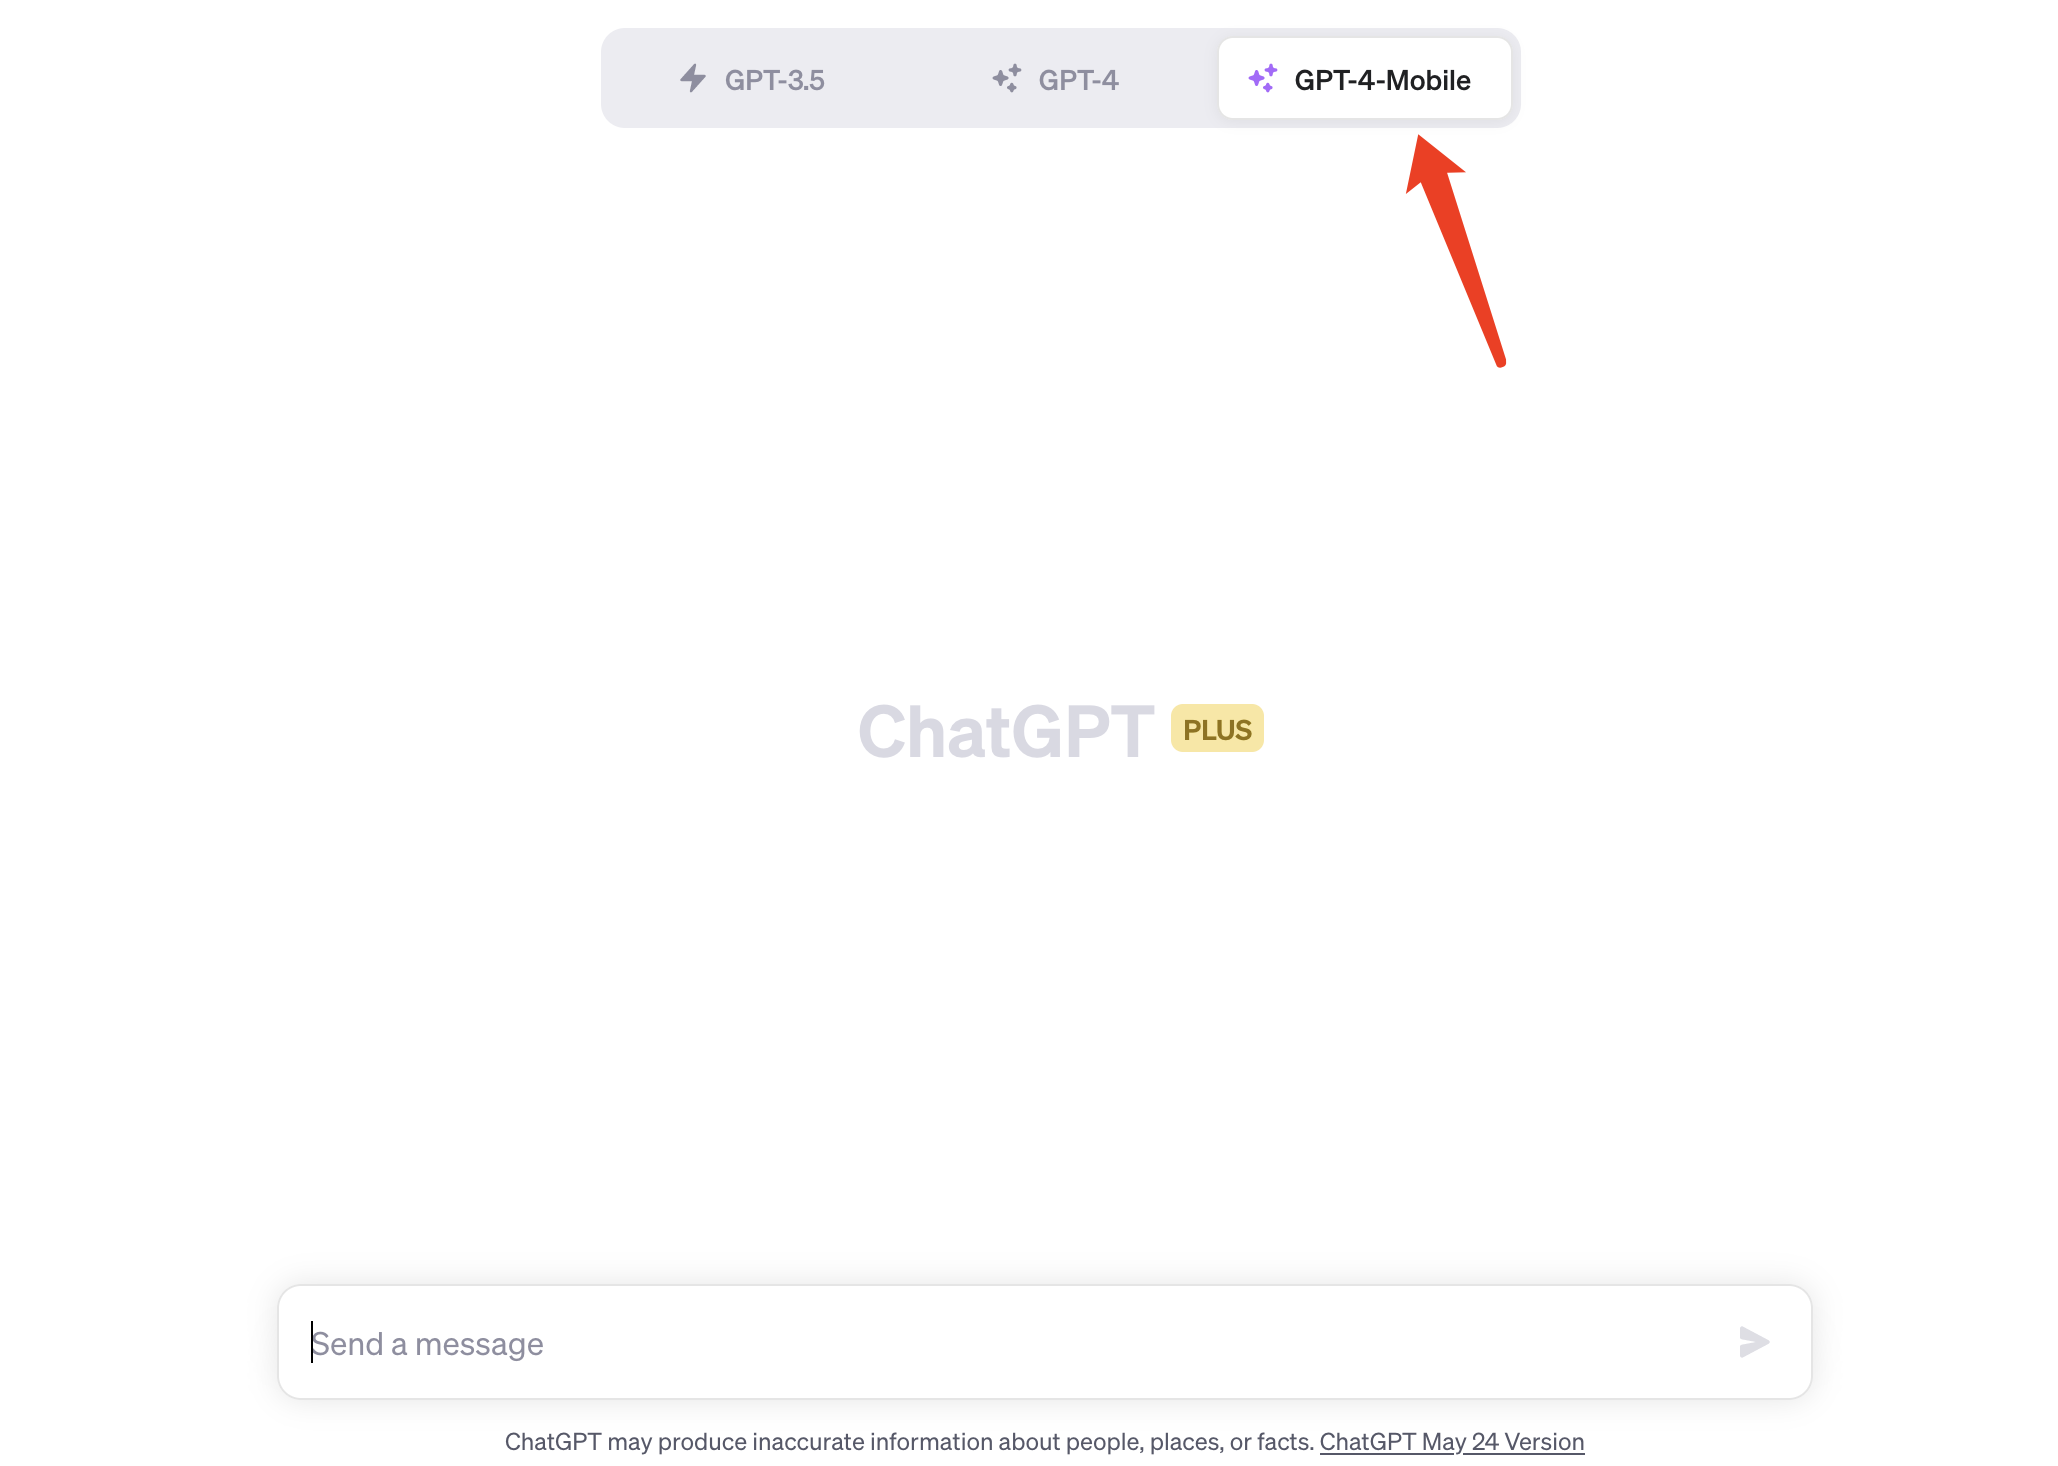 GPT-3.5
GPT-4
GPT-4-Mobile
ChatGPT PLUS
Send a message
ChatGPT may produce inaccurate information about people, places, or facts. ChatGPT May 24 Version